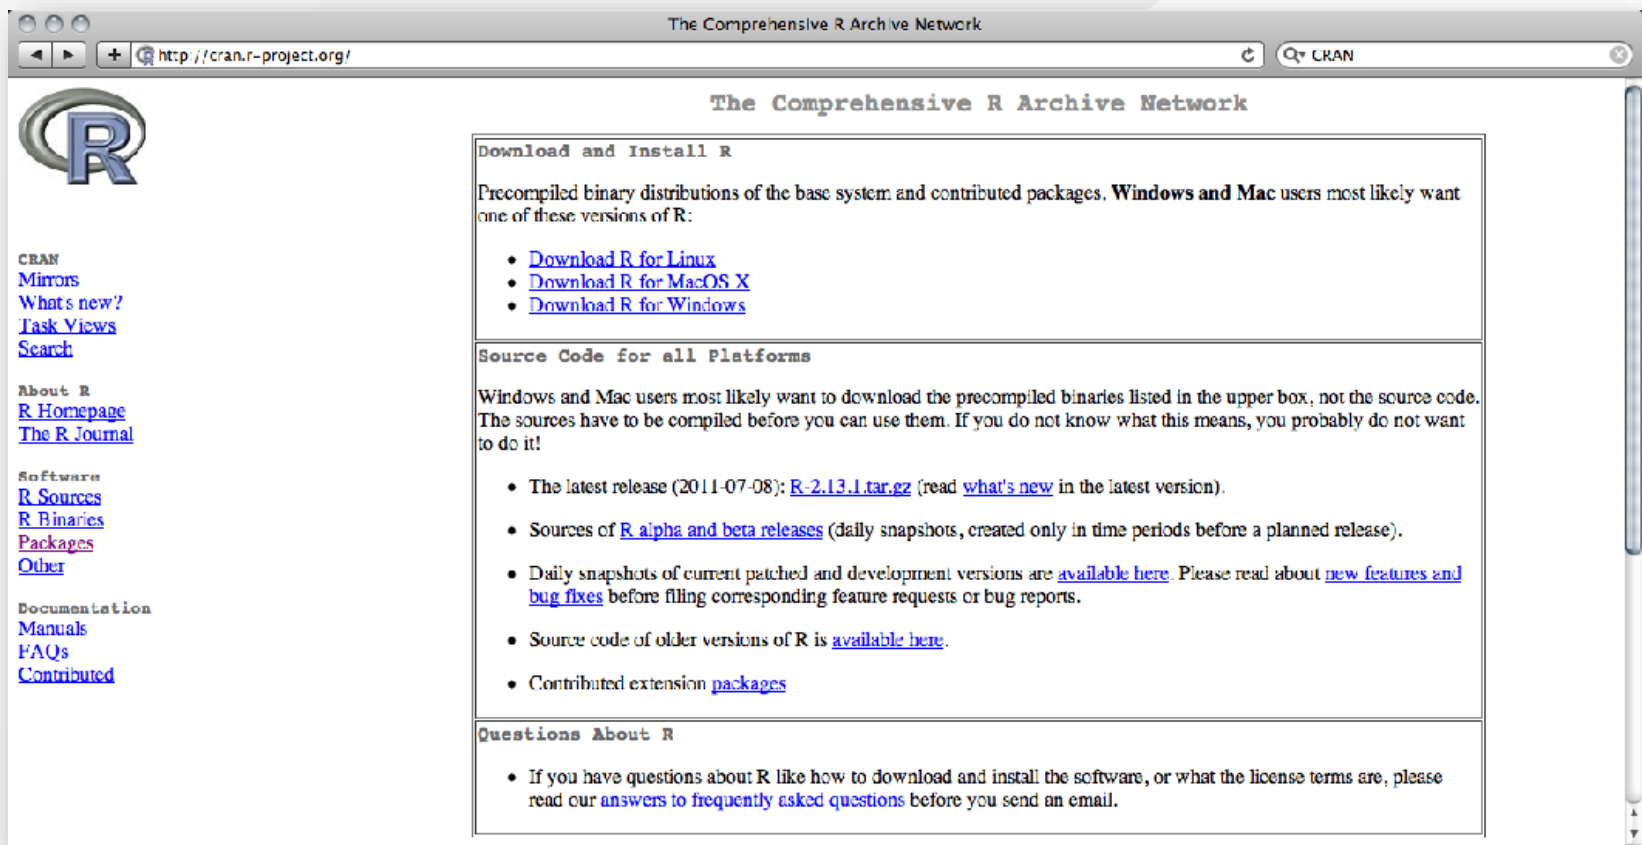 The Comprehensive R Archive Network
http://cran.r-project.org/
CRAN
R
CRAN
Mirrors
What's new?
Task Views
Search
About R
R Homepage
The R Journal
Software
R Sources
R Binaries
Packages
Other
Documentation
Manuals
FAQs
Contributed
The Comprehensive R Archive Network
Download and Install R
Precompiled binary distributions of the base system and contributed packages, Windows and Mac users most likely want
one of these versions of R:
• Download R for Linux
• Download R for MacOS X
• Download R for Windows
Source Code for all Platforms
Windows and Mac users most likely want to download the precompiled binaries listed in the upper box, not the source code.
The sources have to be compiled before you can use them. If you do not know what this means, you probably do not want
to do it!
• The latest release (2011-07-08): R-2.13.1.tar.gz (read what's new in the latest version).
• Sources of R alpha and beta releases (daily snapshots, created only in time periods before a planned release).
• Daily snapshots of current patched and development versions are available here. Please read about new features and
bug fixes before filing corresponding feature requests or bug reports.
• Source code of older versions of R is available here.
• Contributed extension packages
Questions About R
• If you have questions about R like how to download and install the software, or what the license terms are, please
read our answers to frequently asked questions before you send an email.